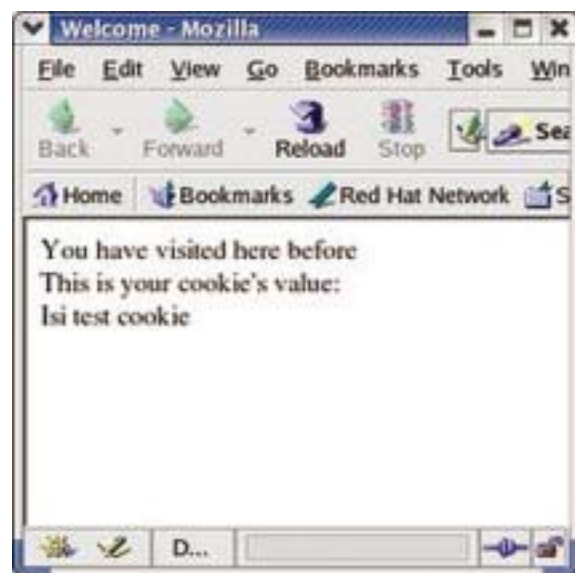 Welcome - Mozilla
File Edit View Go Bookmarks Tools Win
Back Forward Reload Stop Sea
Home Bookmarks Red Hat Network S
You have visited here before
This is your cookie's value:
Isi test cookie
D...